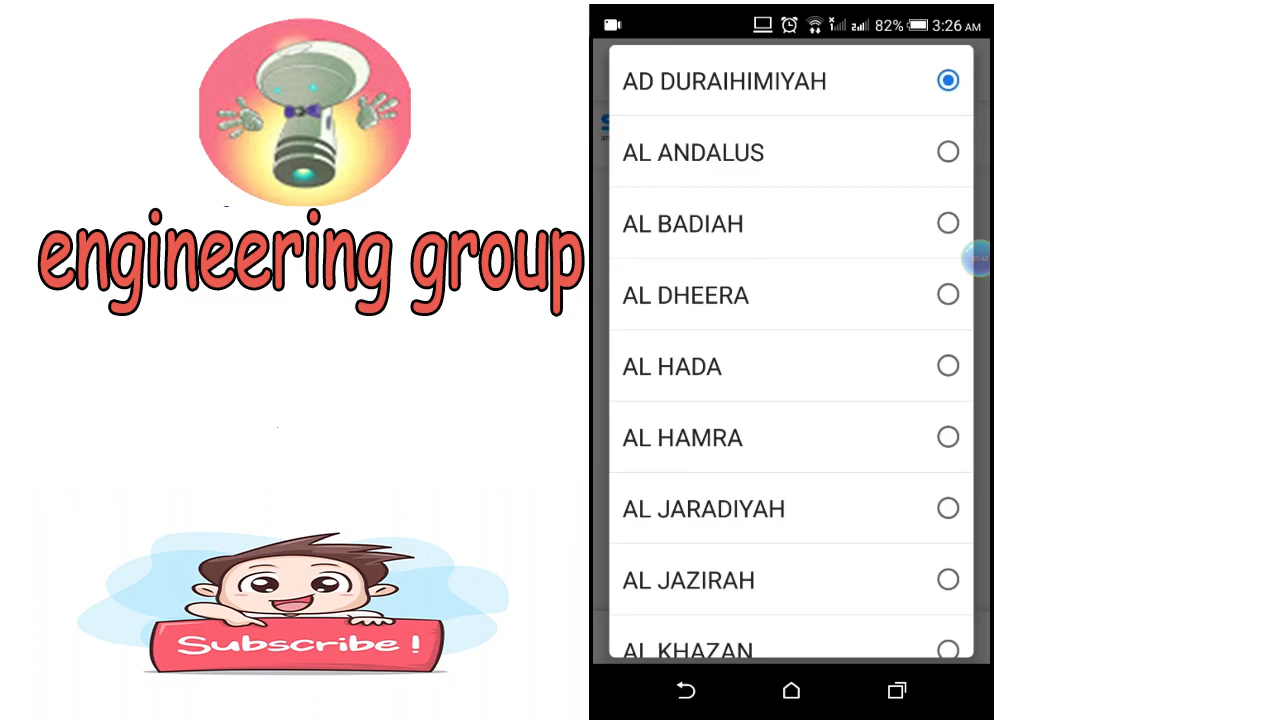 engineering group
Subscribe !
82% 3:26 AM
AD DURAIHIMIYAH
AL ANDALUS
AL BADIAH
AL DHEERA
AL HADA
AL HAMRA
AL JARADIYAH
AL JAZIRAH
AL KHAZAN